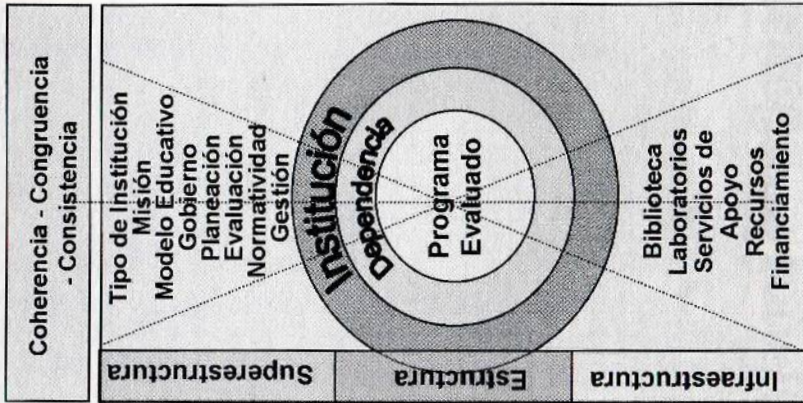 Coherencia - Congruencia
- Consistencia
Superestructura
Tipo de Institución
Misión
Modelo Educativo
Gobierno
Planeación
Evaluación
Normatividad
Gestión
Estructura
Institución
Dependencia
Programa
Evaluado
Infraestructura
Biblioteca
Laboratorios
Servicios de
Apoyo
Recursos
Financiamiento